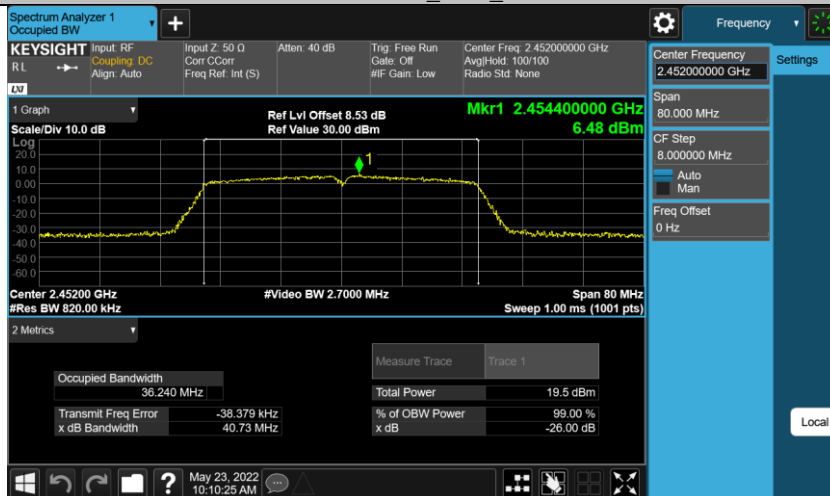 Spectrum Analyzer 1
Occupied BW
Frequency
KEYSIGHT
RL
LXI
Input: RF
Coupling: DC
Align: Auto
Input Z: 50 Ω
Corr CCorr
Freq Ref: Int (S)
Atten: 40 dB
Trig: Free Run
Gate: Off
#IF Gain: Low
Center Freq: 2.452000000 GHz
Avg|Hold: 100/100
Radio Std: None
Center Frequency
2.452000000 GHz
Settings
Span
80.000 MHz
CF Step
8.000000 MHz
Auto
Man
Freq Offset
0 Hz
Local
1 Graph
Scale/Div 10.0 dB
Ref Lvl Offset 8.53 dB
Ref Value 30.00 dBm
Mkr1 2.454400000 GHz
6.48 dBm
Log
20.0
10.0
0.00
-10.0
-20.0
-30.0
-40.0
-50.0
-60.0
1
Center 2.45200 GHz
#Res BW 820.00 kHz
#Video BW 2.7000 MHz
Span 80 MHz
Sweep 1.00 ms (1001 pts)
2 Metrics
Measure Trace Trace 1
Occupied Bandwidth
36.240 MHz
Total Power 19.5 dBm
Transmit Freq Error -38.379 kHz
% of OBW Power 99.00 %
x dB Bandwidth 40.73 MHz
x dB -26.00 dB
?
May 23, 2022
10:10:25 AM